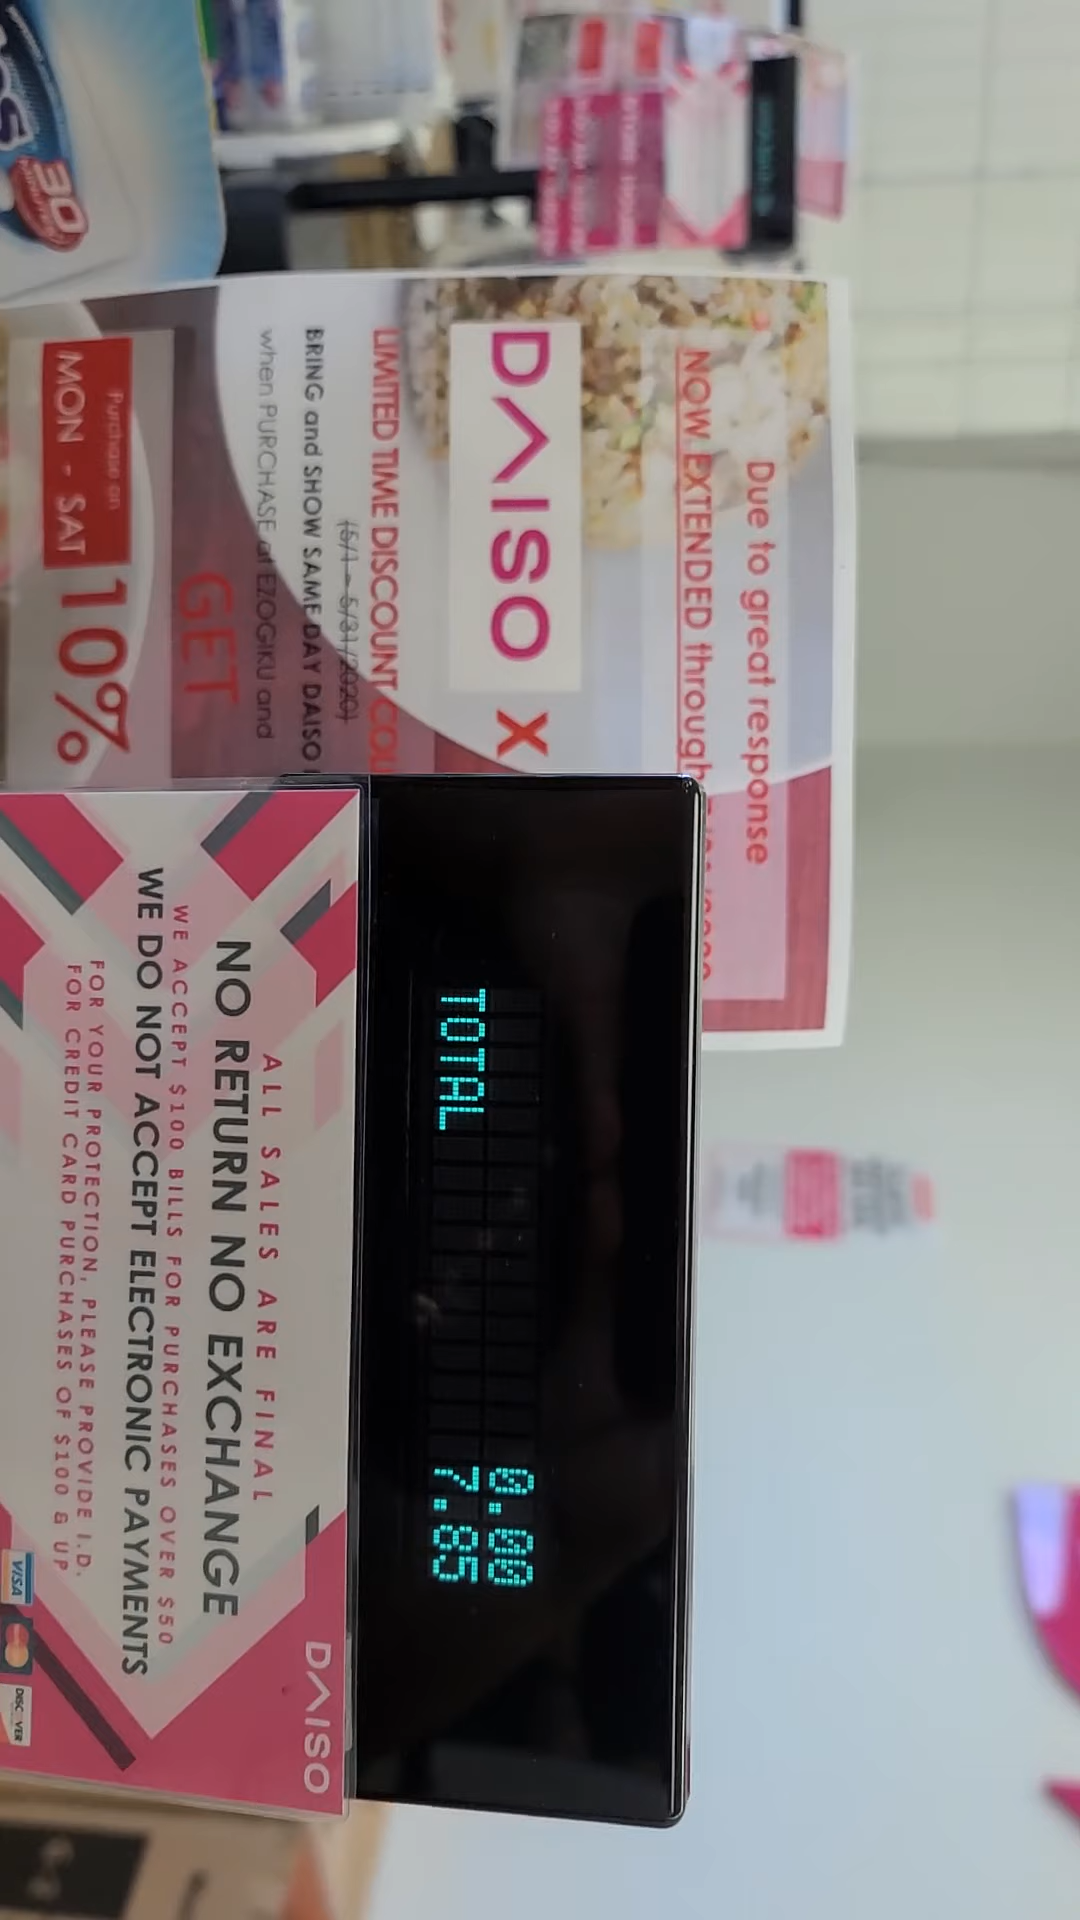 Due to great response
NOW EXTENDED through
DAISO X
LIMITED TIME DISCOUNT
(5/1 - 5/31/2020)
BRING and SHOW SAME DAY DAISO
when PURCHASE at EZOGIKU and
GET
Purchase on
MON - SAT
10%
30
0.00
TOTAL 7.85
DAISO
ALL SALES ARE FINAL
NO RETURN NO EXCHANGE
WE ACCEPT $100 BILLS FOR PURCHASES OVER $50
WE DO NOT ACCEPT ELECTRONIC PAYMENTS
FOR YOUR PROTECTION, PLEASE PROVIDE I.D.
FOR CREDIT CARD PURCHASES OF $100 & UP
VISA
DISCOVER